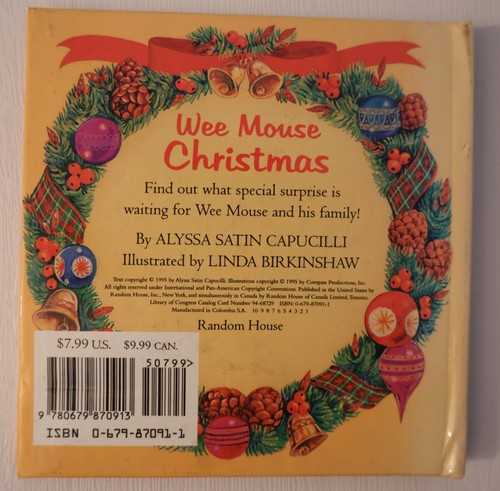 Wee Mouse
Christmas
Find out what special surprise is
waiting for Wee Mouse and his family!
By ALYSSA SATIN CAPUCILLI
Illustrated by LINDA BIRKINSHAW
Text copyright © 1995 by Alyssa Satin Capucilli. Illustrations copyright © 1995 by Compass Productions, Inc.
All rights reserved under International and Pan-American Copyright Conventions. Published in the United States by
Random House, Inc., New York, and simultaneously in Canada by Random House of Canada Limited, Toronto.
Library of Congress Catalog Card Number 94-68729 ISBN: 0-679-87091-1
Manufactured in Colombia S.A. 10 9 8 7 6 5 4 3 2 1
Random House
$7.99 U.S. $9.99 CAN.
50799>
9 780679 870913
ISBN 0-679-87091-1